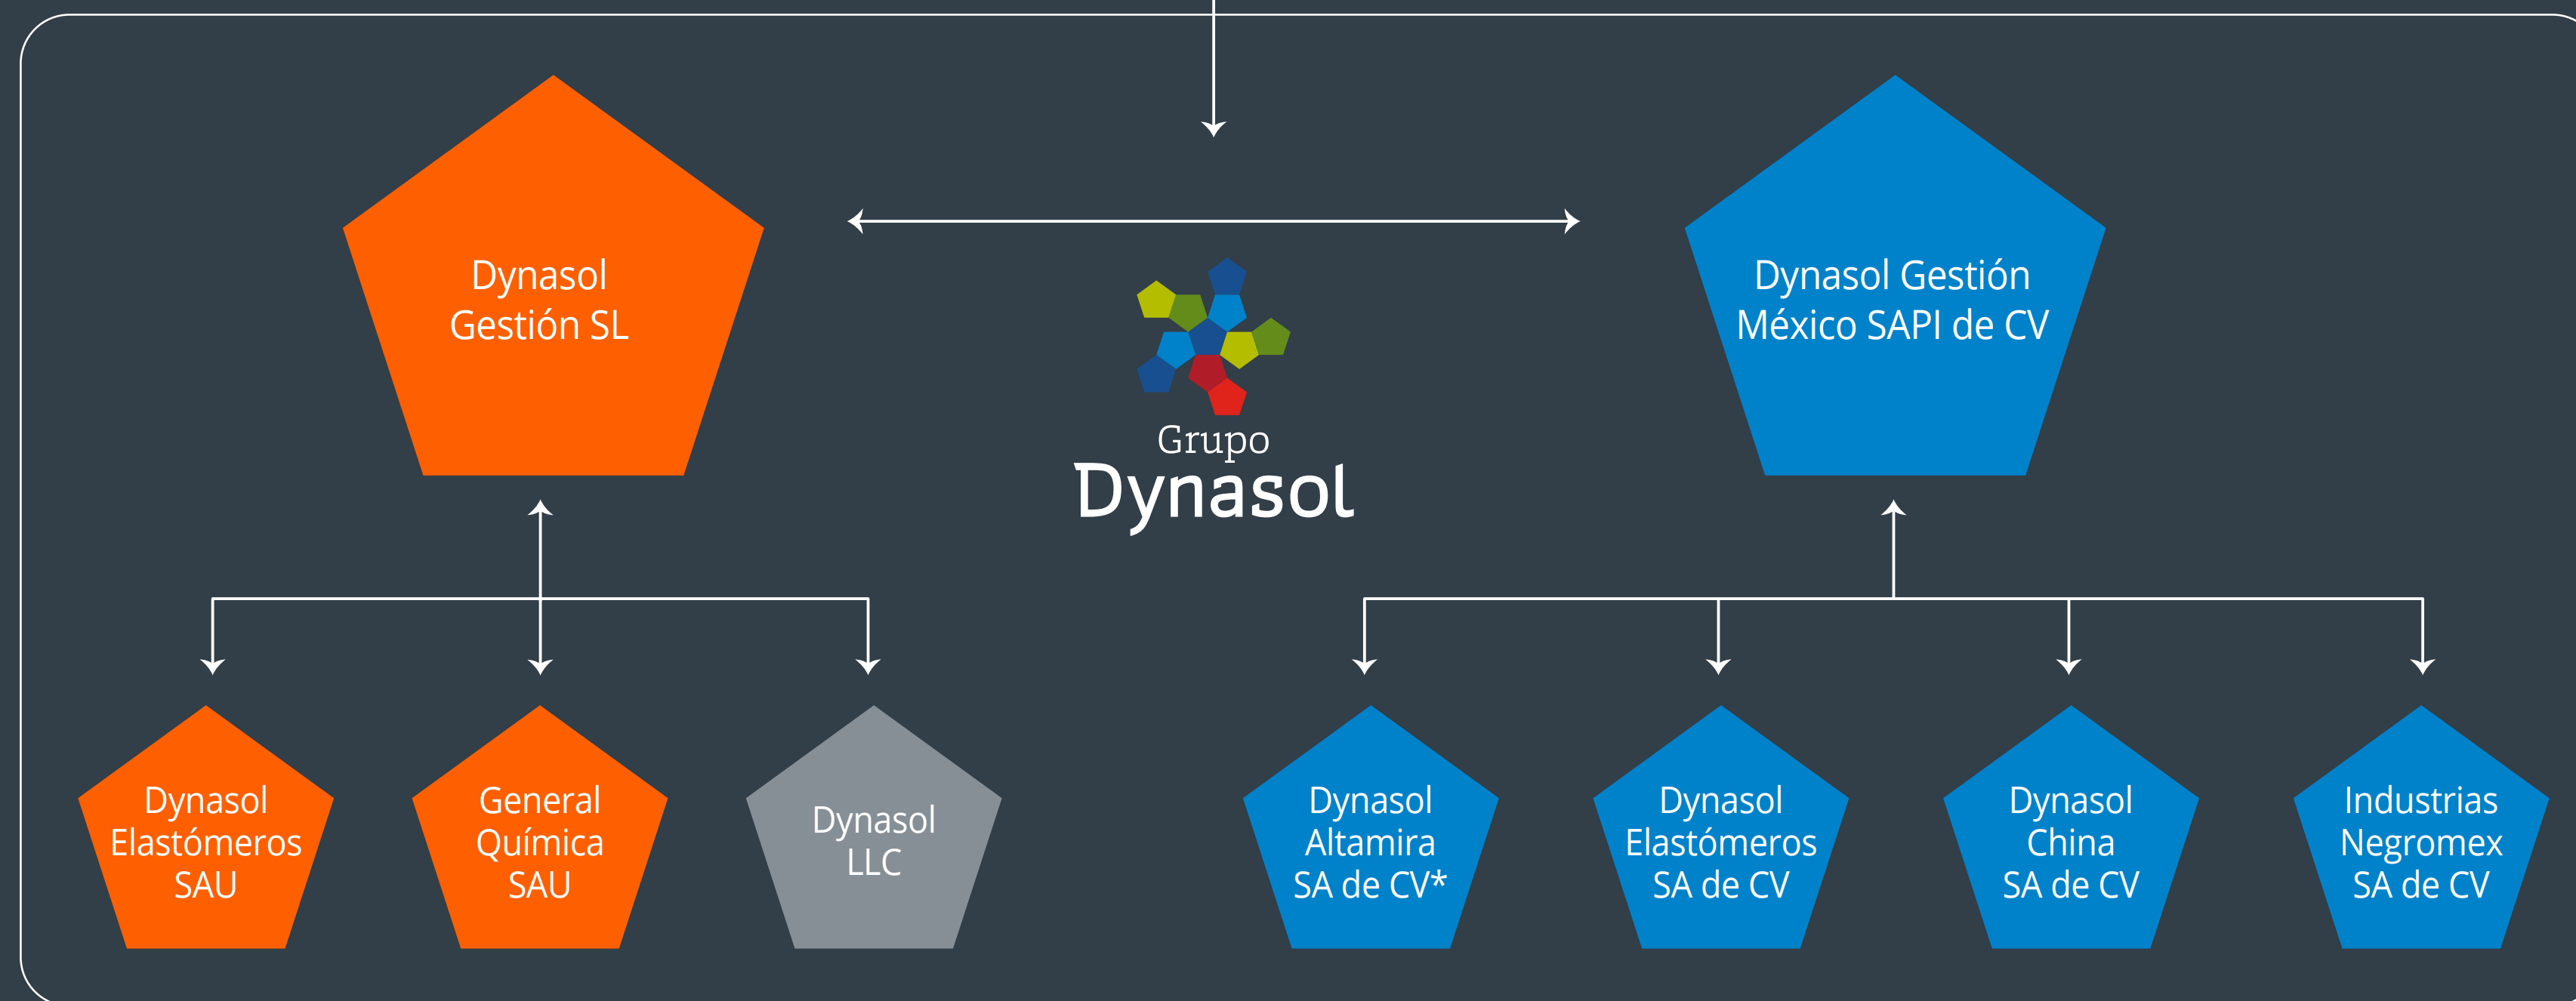 Dynasol
Gestión SL
Dynasol Gestión
México SAPI de CV
Grupo
Dynasol
Dynasol
Elastómeros
SAU
General
Química
SAU
Dynasol
LLC
Dynasol
Altamira
SA de CV*
Dynasol
Elastómeros
SA de CV
Dynasol
China
SA de CV
Industrias
Negromex
SA de CV